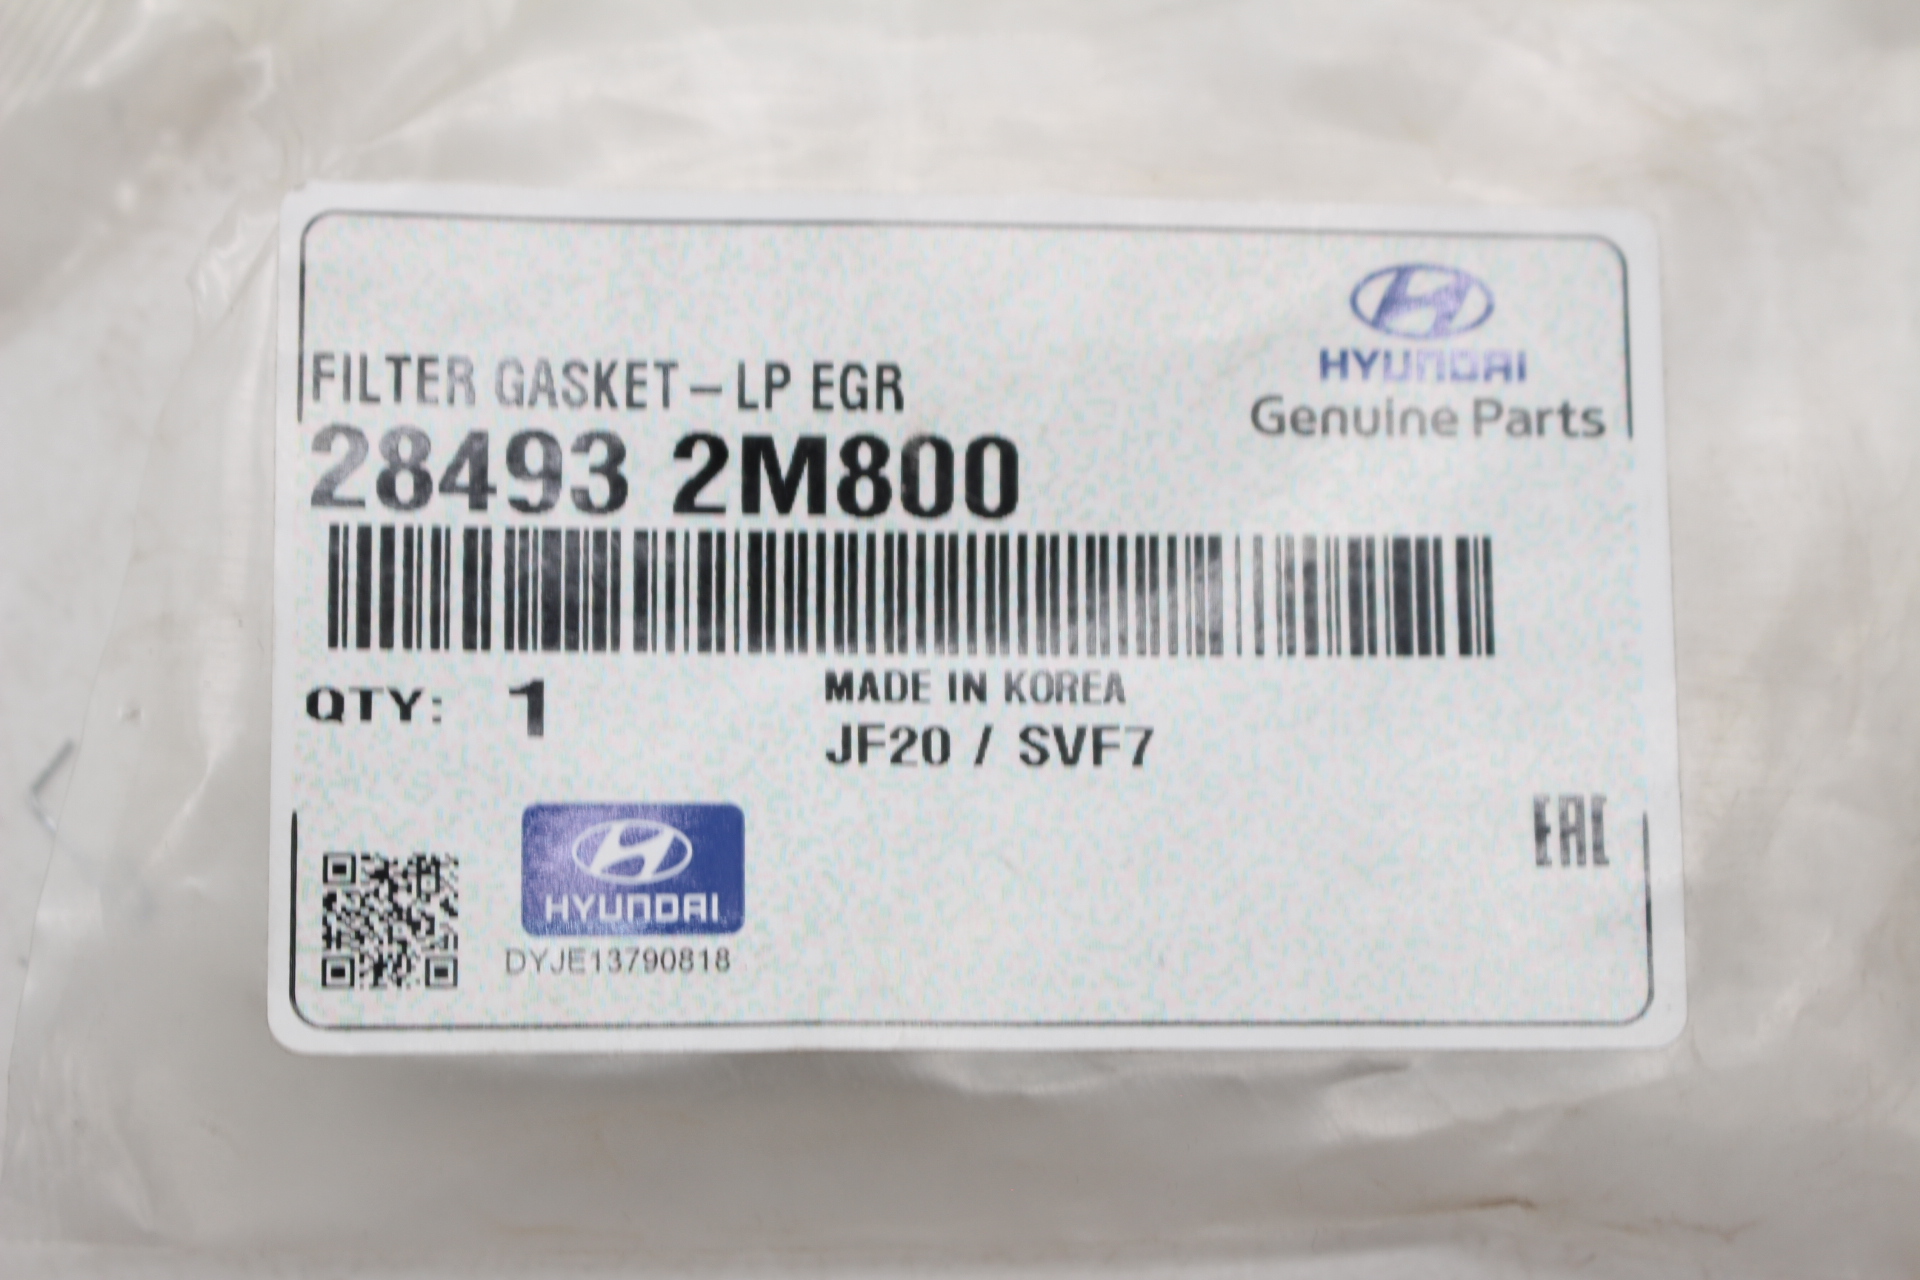 HYUNDAI
Genuine Parts
FILTER GASKET – LP EGR
28493 2M800
QTY: 1
MADE IN KOREA
JF20 / SVF7
EAC
HYUNDAI
DYJE13790818